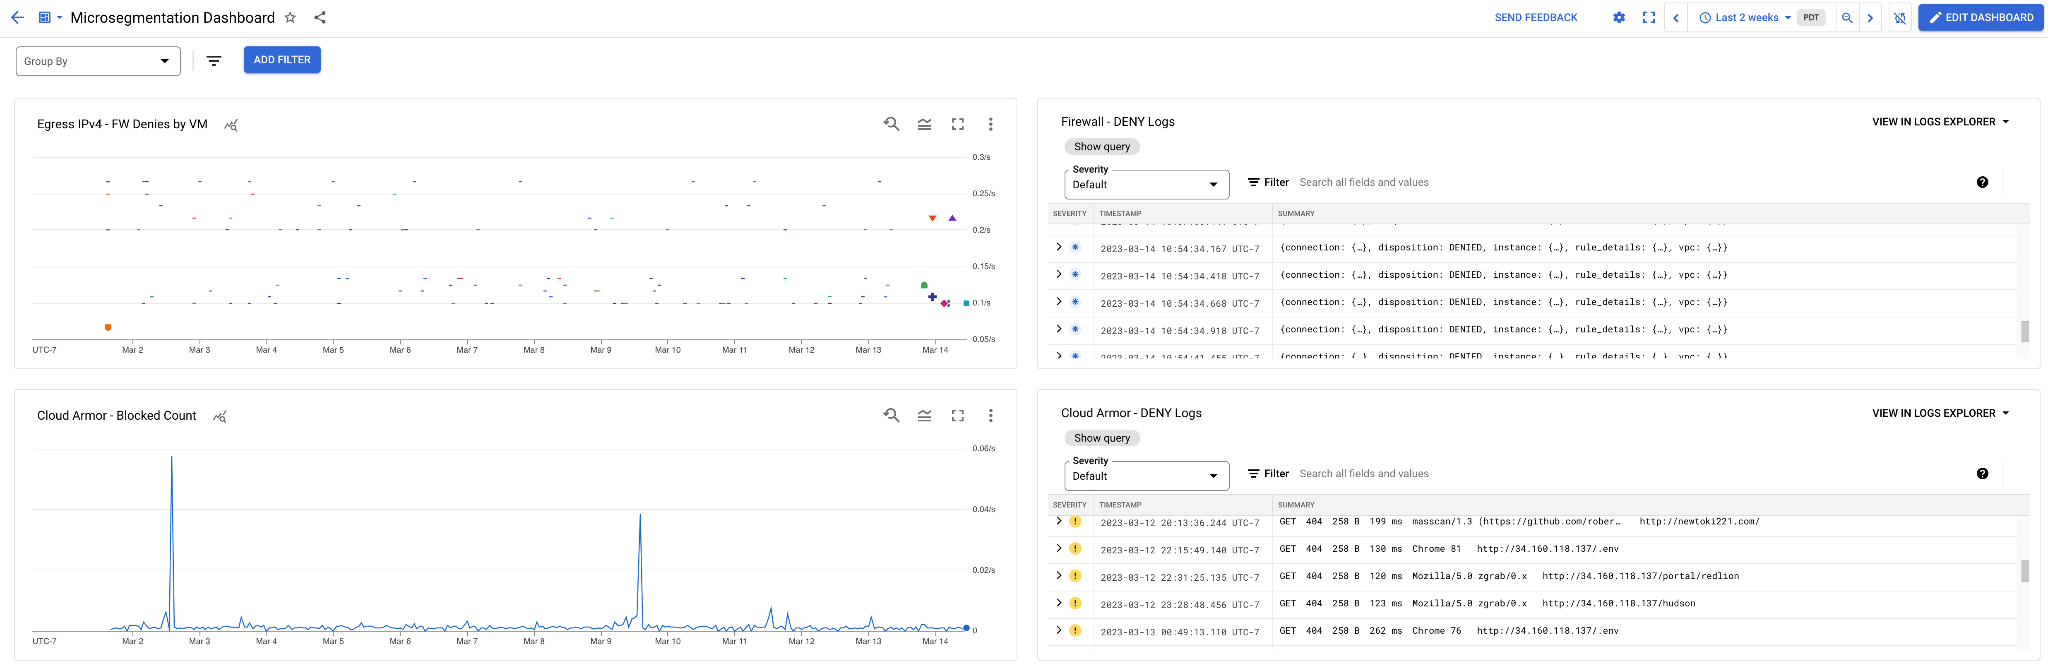 Microsegmentation Dashboard
SEND FEEDBACK
Last 2 weeks
PDT
EDIT DASHBOARD
Group By
ADD FILTER
Egress IPv4 - FW Denies by VM
0.3/s
0.25/s
0.2/s
0.15/s
0.1/s
0.05/s
UTC-7 Mar 2 Mar 3 Mar 4 Mar 5 Mar 6 Mar 7 Mar 8 Mar 9 Mar 10 Mar 11 Mar 12 Mar 13 Mar 14
Firewall - DENY Logs
VIEW IN LOGS EXPLORER
Show query
Severity
Default
Filter Search all fields and values
SEVERITY TIMESTAMP SUMMARY
2023-03-14 10:54:34.167 UTC-7 {connection: {…}, disposition: DENIED, instance: {…}, rule_details: {…}, vpc: {…}}
2023-03-14 10:54:34.418 UTC-7 {connection: {…}, disposition: DENIED, instance: {…}, rule_details: {…}, vpc: {…}}
2023-03-14 10:54:34.668 UTC-7 {connection: {…}, disposition: DENIED, instance: {…}, rule_details: {…}, vpc: {…}}
2023-03-14 10:54:34.918 UTC-7 {connection: {…}, disposition: DENIED, instance: {…}, rule_details: {…}, vpc: {…}}
2023-03-14 10:54:41.455 UTC-7 {connection: {…}, disposition: DENIED, instance: {…}, rule_details: {…}, vpc: {…}}
Cloud Armor - Blocked Count
0.06/s
0.04/s
0.02/s
0
UTC-7 Mar 2 Mar 3 Mar 4 Mar 5 Mar 6 Mar 7 Mar 8 Mar 9 Mar 10 Mar 11 Mar 12 Mar 13 Mar 14
Cloud Armor - DENY Logs
VIEW IN LOGS EXPLORER
Show query
Severity
Default
Filter Search all fields and values
SEVERITY TIMESTAMP SUMMARY
2023-03-12 20:13:36.244 UTC-7 GET 404 258 B 199 ms masscan/1.3 (https://github.com/rober… http://newtoki221.com/
2023-03-12 22:15:49.140 UTC-7 GET 404 258 B 130 ms Chrome 81 http://34.160.118.137/.env
2023-03-12 22:31:25.135 UTC-7 GET 404 258 B 120 ms Mozilla/5.0 zgrab/0.x http://34.160.118.137/portal/redlion
2023-03-12 23:28:48.456 UTC-7 GET 404 258 B 123 ms Mozilla/5.0 zgrab/0.x http://34.160.118.137/hudson
2023-03-13 00:49:13.110 UTC-7 GET 404 258 B 262 ms Chrome 76 http://34.160.118.137/.env